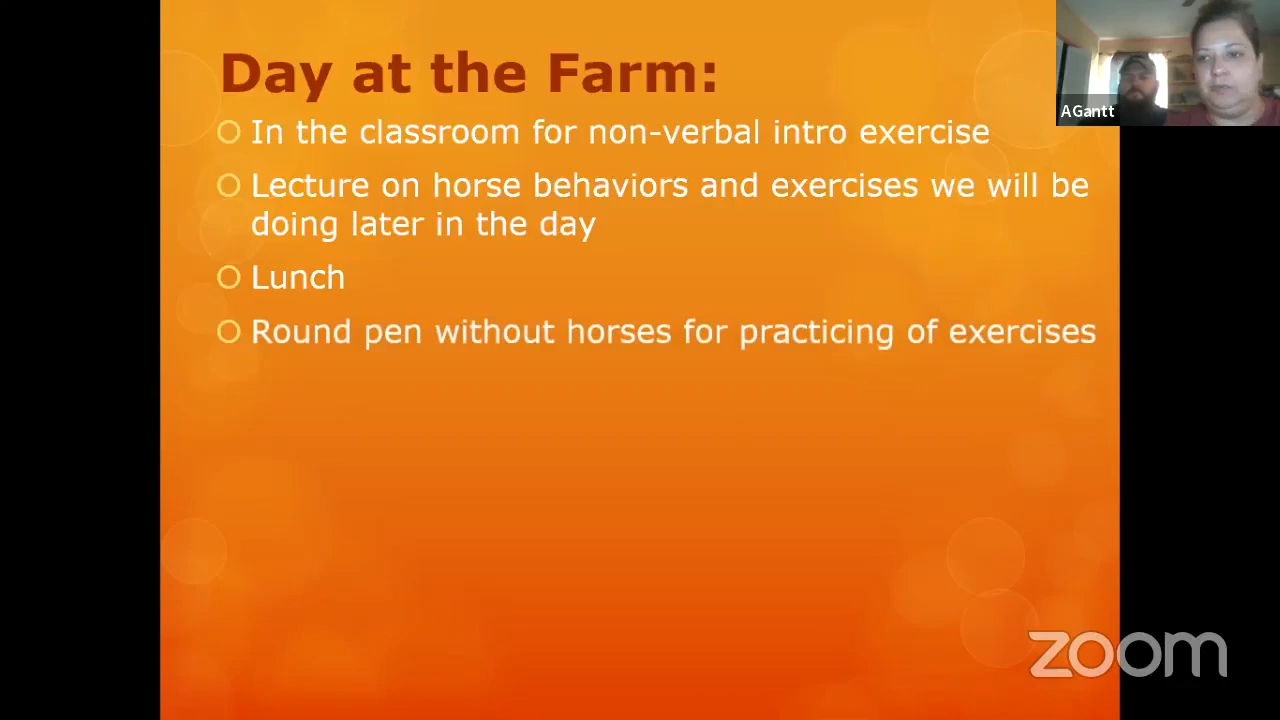 Day at the Farm:
AGantt
In the classroom for non-verbal intro exercise
Lecture on horse behaviors and exercises we will be
doing later in the day
Lunch
Round pen without horses for practicing of exercises
zoom